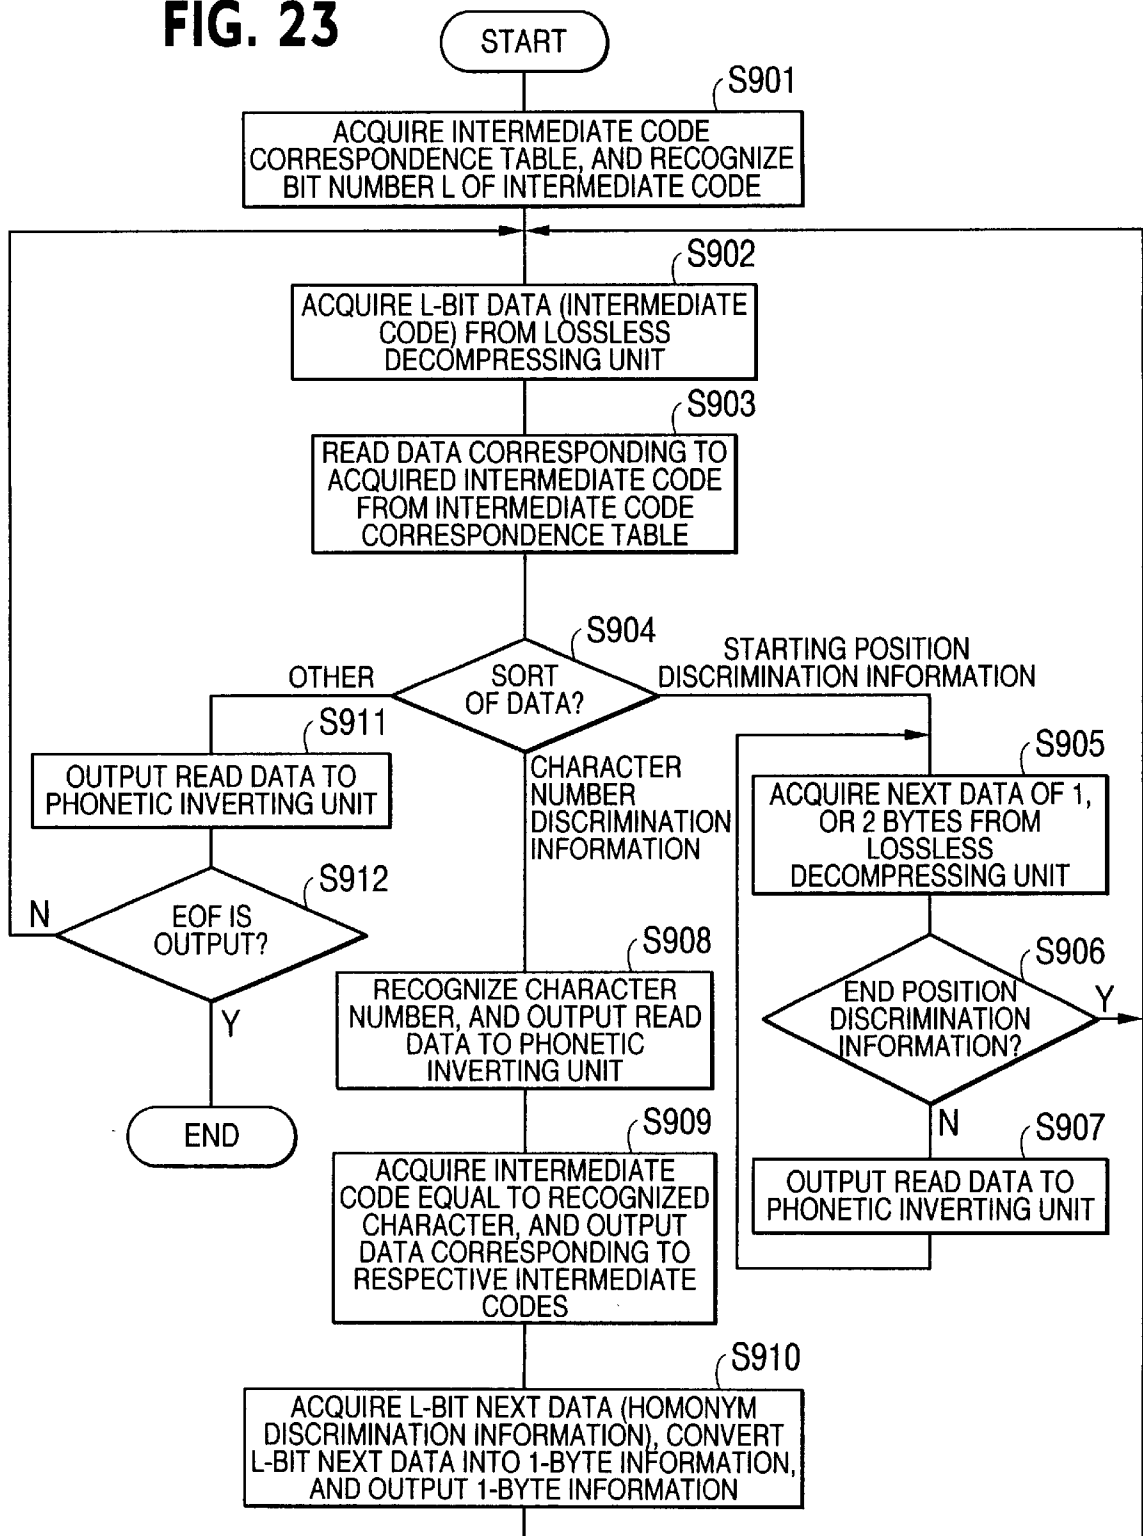 FIG. 23
START
S901
ACQUIRE INTERMEDIATE CODE
CORRESPONDENCE TABLE, AND RECOGNIZE
BIT NUMBER L OF INTERMEDIATE CODE
S902
ACQUIRE L-BIT DATA (INTERMEDIATE
CODE) FROM LOSSLESS
DECOMPRESSING UNIT
S903
READ DATA CORRESPONDING TO
ACQUIRED INTERMEDIATE CODE
FROM INTERMEDIATE CODE
CORRESPONDENCE TABLE
S904
SORT
OF DATA?
OTHER
STARTING POSITION
DISCRIMINATION INFORMATION
CHARACTER
NUMBER
DISCRIMINATION
INFORMATION
S911
OUTPUT READ DATA TO
PHONETIC INVERTING UNIT
S912
EOF IS
OUTPUT?
N
Y
END
S905
ACQUIRE NEXT DATA OF 1,
OR 2 BYTES FROM
LOSSLESS
DECOMPRESSING UNIT
S906
END POSITION
DISCRIMINATION
INFORMATION?
Y
N
S907
OUTPUT READ DATA TO
PHONETIC INVERTING UNIT
S908
RECOGNIZE CHARACTER
NUMBER, AND OUTPUT READ
DATA TO PHONETIC
INVERTING UNIT
S909
ACQUIRE INTERMEDIATE
CODE EQUAL TO RECOGNIZED
CHARACTER, AND OUTPUT
DATA CORRESPONDING TO
RESPECTIVE INTERMEDIATE
CODES
S910
ACQUIRE L-BIT NEXT DATA (HOMONYM
DISCRIMINATION INFORMATION), CONVERT
L-BIT NEXT DATA INTO 1-BYTE INFORMATION,
AND OUTPUT 1-BYTE INFORMATION